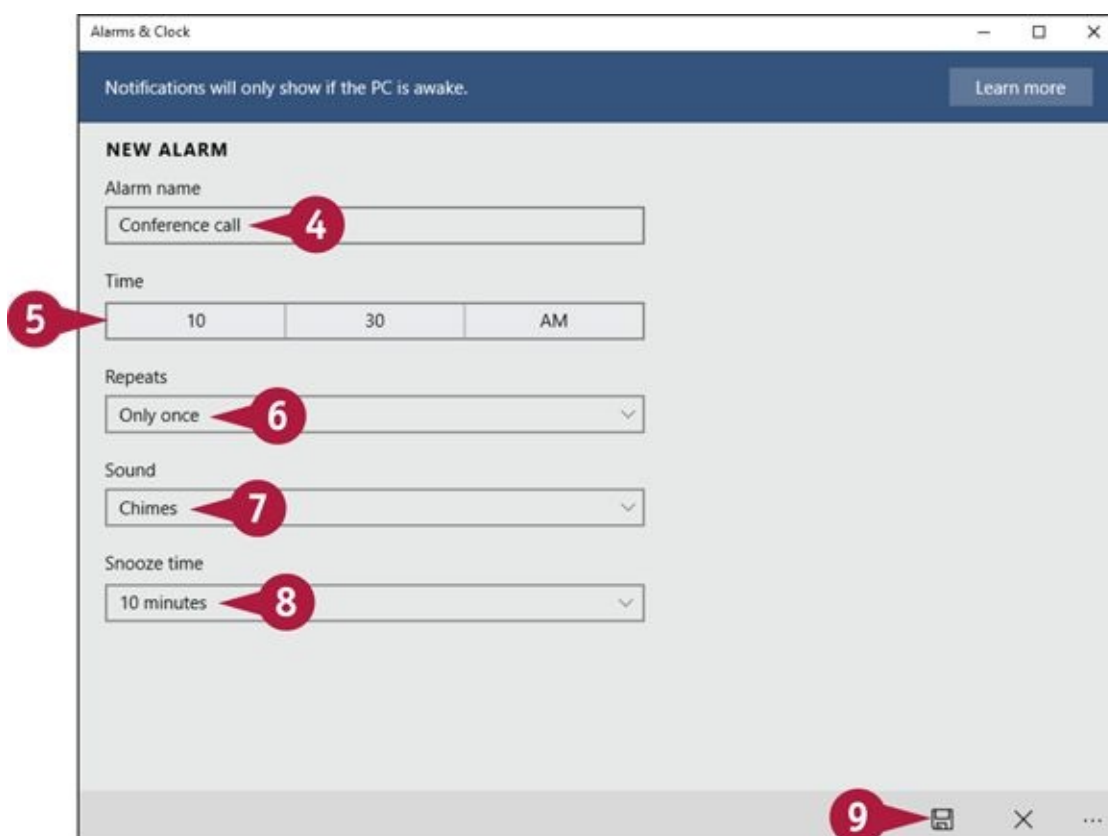 Alarms & Clock
Notifications will only show if the PC is awake.
Learn more
NEW ALARM
Alarm name
Conference call 4
Time
5 10 30 AM
Repeats
Only once 6
Sound
Chimes 7
Snooze time
10 minutes 8
9